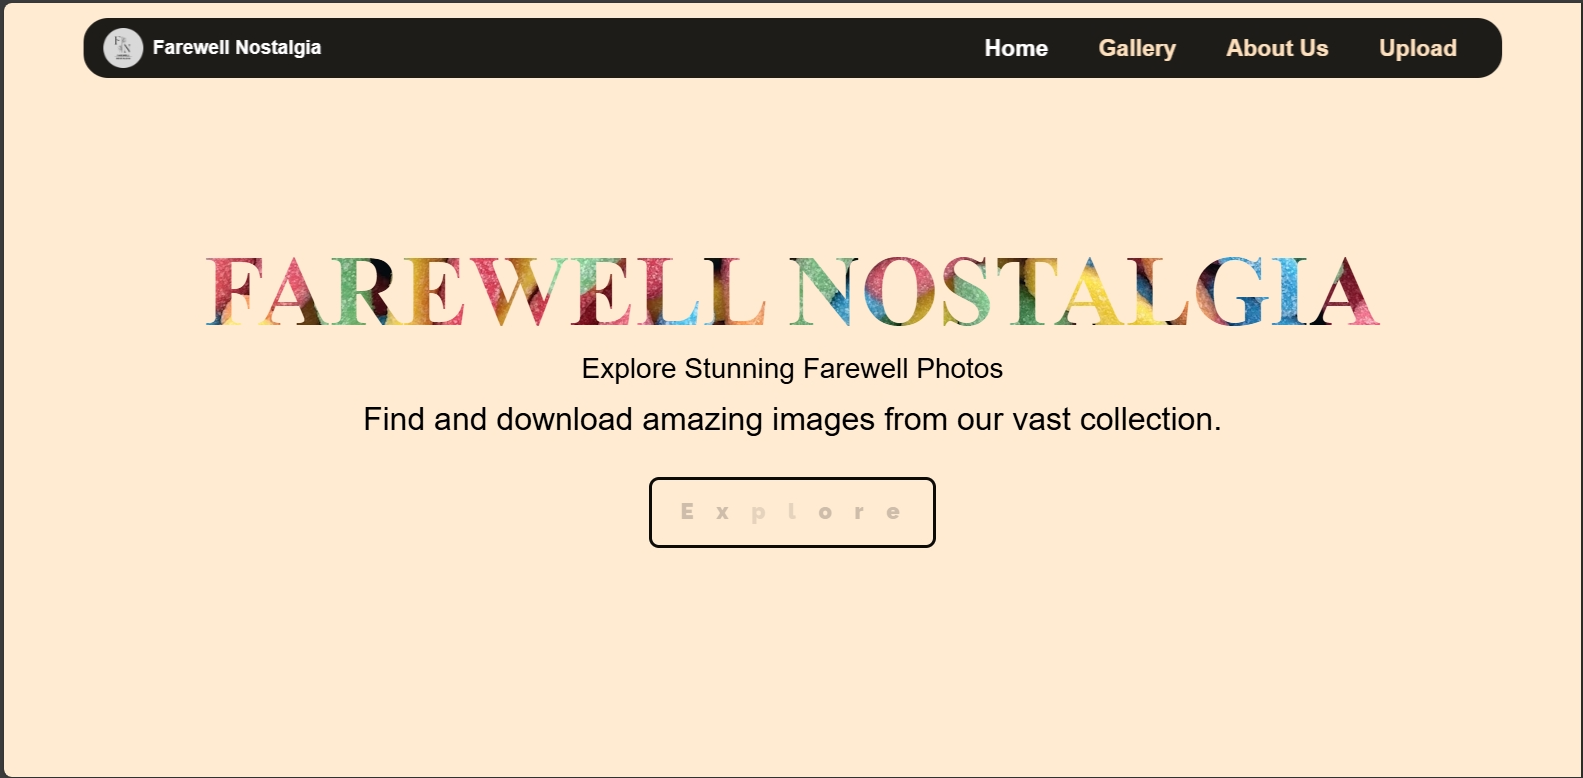 Farewell Nostalgia
Home Gallery About Us Upload
FAREWELL NOSTALGIA
Explore Stunning Farewell Photos
Find and download amazing images from our vast collection.
Explore